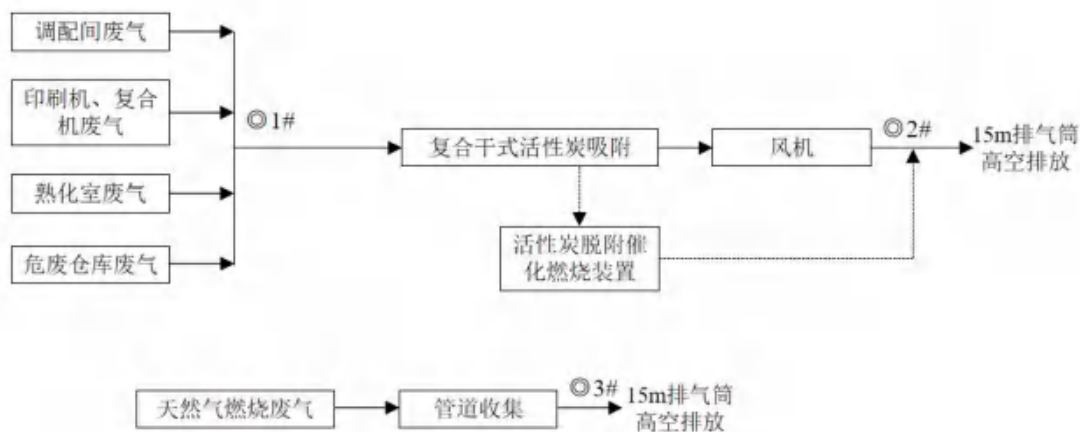 调配间废气
印刷机、复合
机废气
熟化室废气
危废仓库废气
◎1#
复合干式活性炭吸附
风机
◎2#
15m排气筒
高空排放
活性炭脱附催
化燃烧装置
天然气燃烧废气
管道收集
◎3#
15m排气筒
高空排放